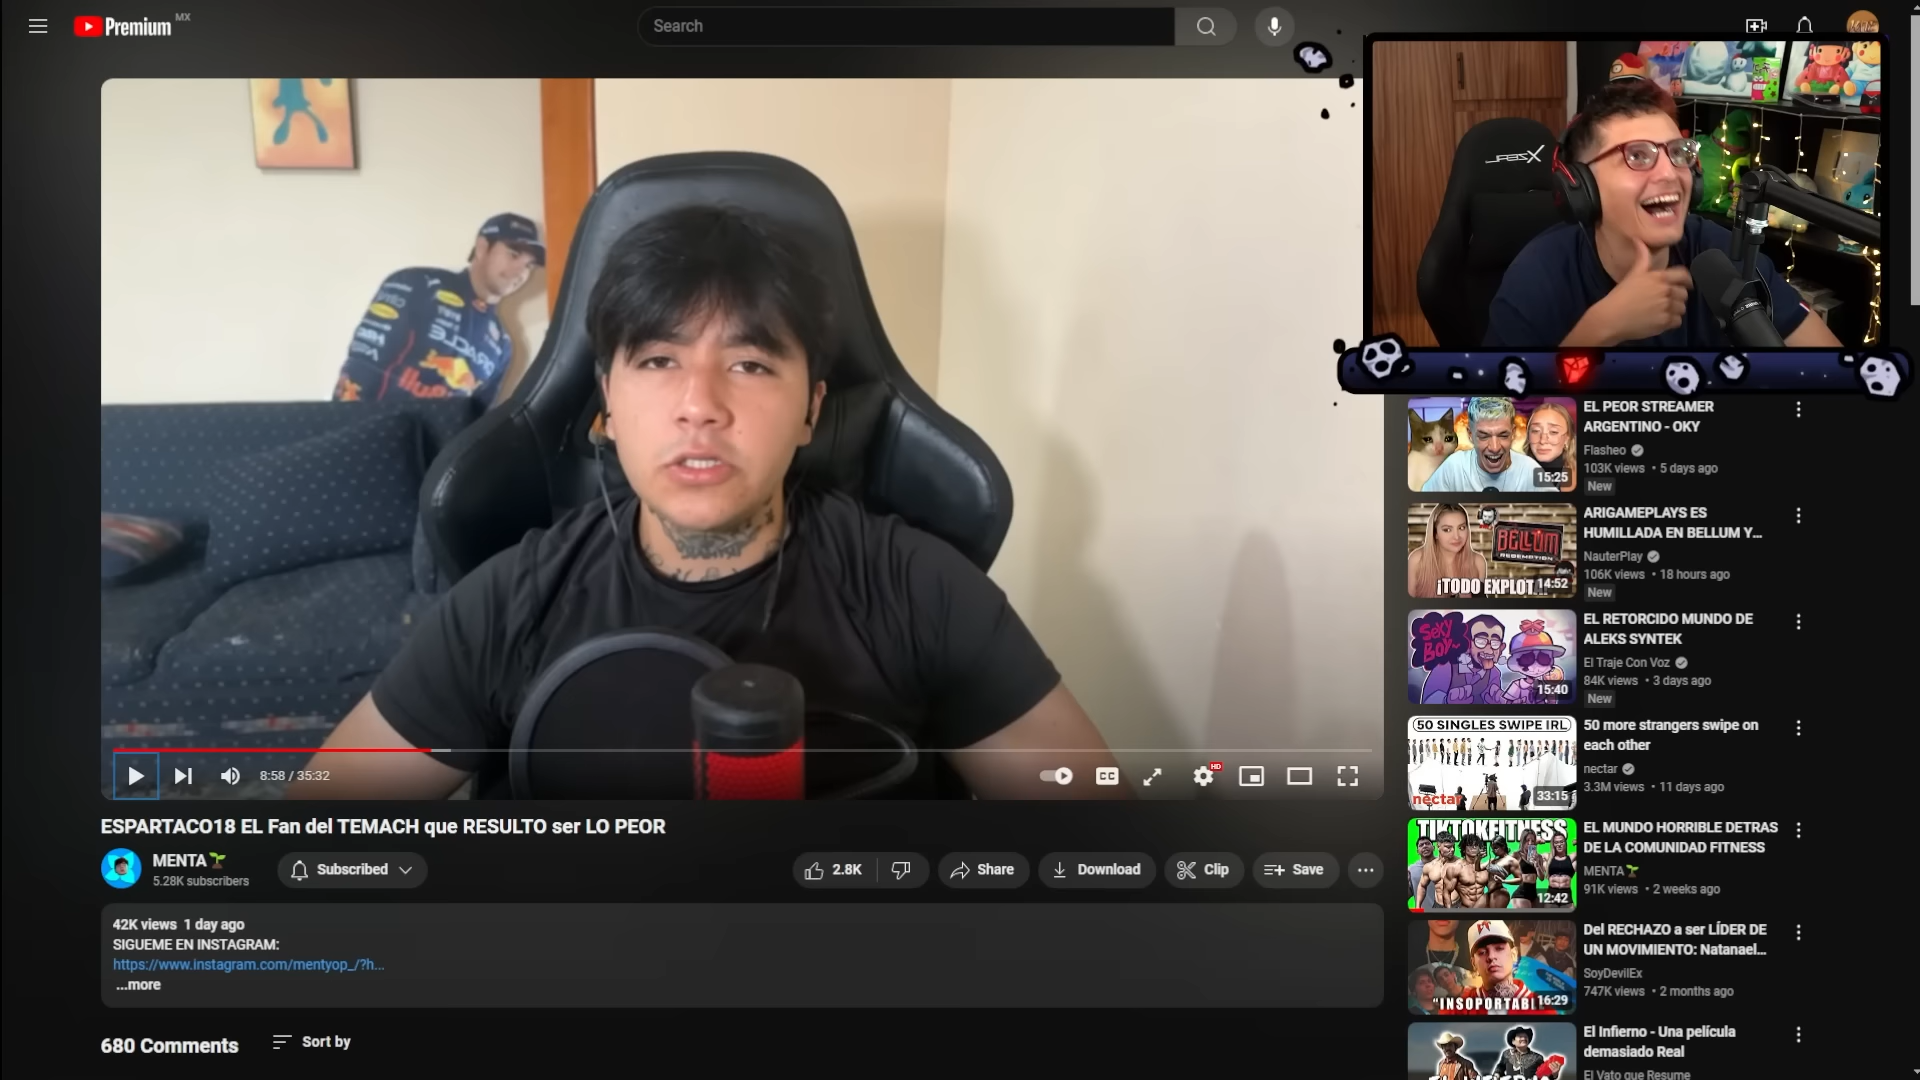 Premium MX
Search
8:58 / 35:32
CC
HD
ESPARTACO18 EL Fan del TEMACH que RESULTO ser LO PEOR
MENTA
5.28K subscribers
Subscribed
2.8K
Share
Download
Clip
Save
42K views 1 day ago
SIGUEME EN INSTAGRAM:
https://www.instagram.com/mentyop_/?h...
...more
680 Comments
Sort by
15:25
EL PEOR STREAMER
ARGENTINO - OKY
Flasheo
103K views • 5 days ago
New
BELLUM
REDEMPTION
¡TODO EXPLOT
14:52
ARIGAMEPLAYS ES
HUMILLADA EN BELLUM Y...
NauterPlay
106K views • 18 hours ago
New
SEXY
BOY
15:40
EL RETORCIDO MUNDO DE
ALEKS SYNTEK
El Traje Con Voz
84K views • 3 days ago
New
50 SINGLES SWIPE IRL
nectar
33:15
50 more strangers swipe on
each other
nectar
3.3M views • 11 days ago
TIKTOKFITNESS
12:42
EL MUNDO HORRIBLE DETRAS
DE LA COMUNIDAD FITNESS
MENTA
91K views • 2 weeks ago
"INSOPORTABL
16:29
Del RECHAZO a ser LÍDER DE
UN MOVIMIENTO: Natanael...
SoyDevilEx
747K views • 2 months ago
El Infierno - Una película
demasiado Real
El Vato que Resume